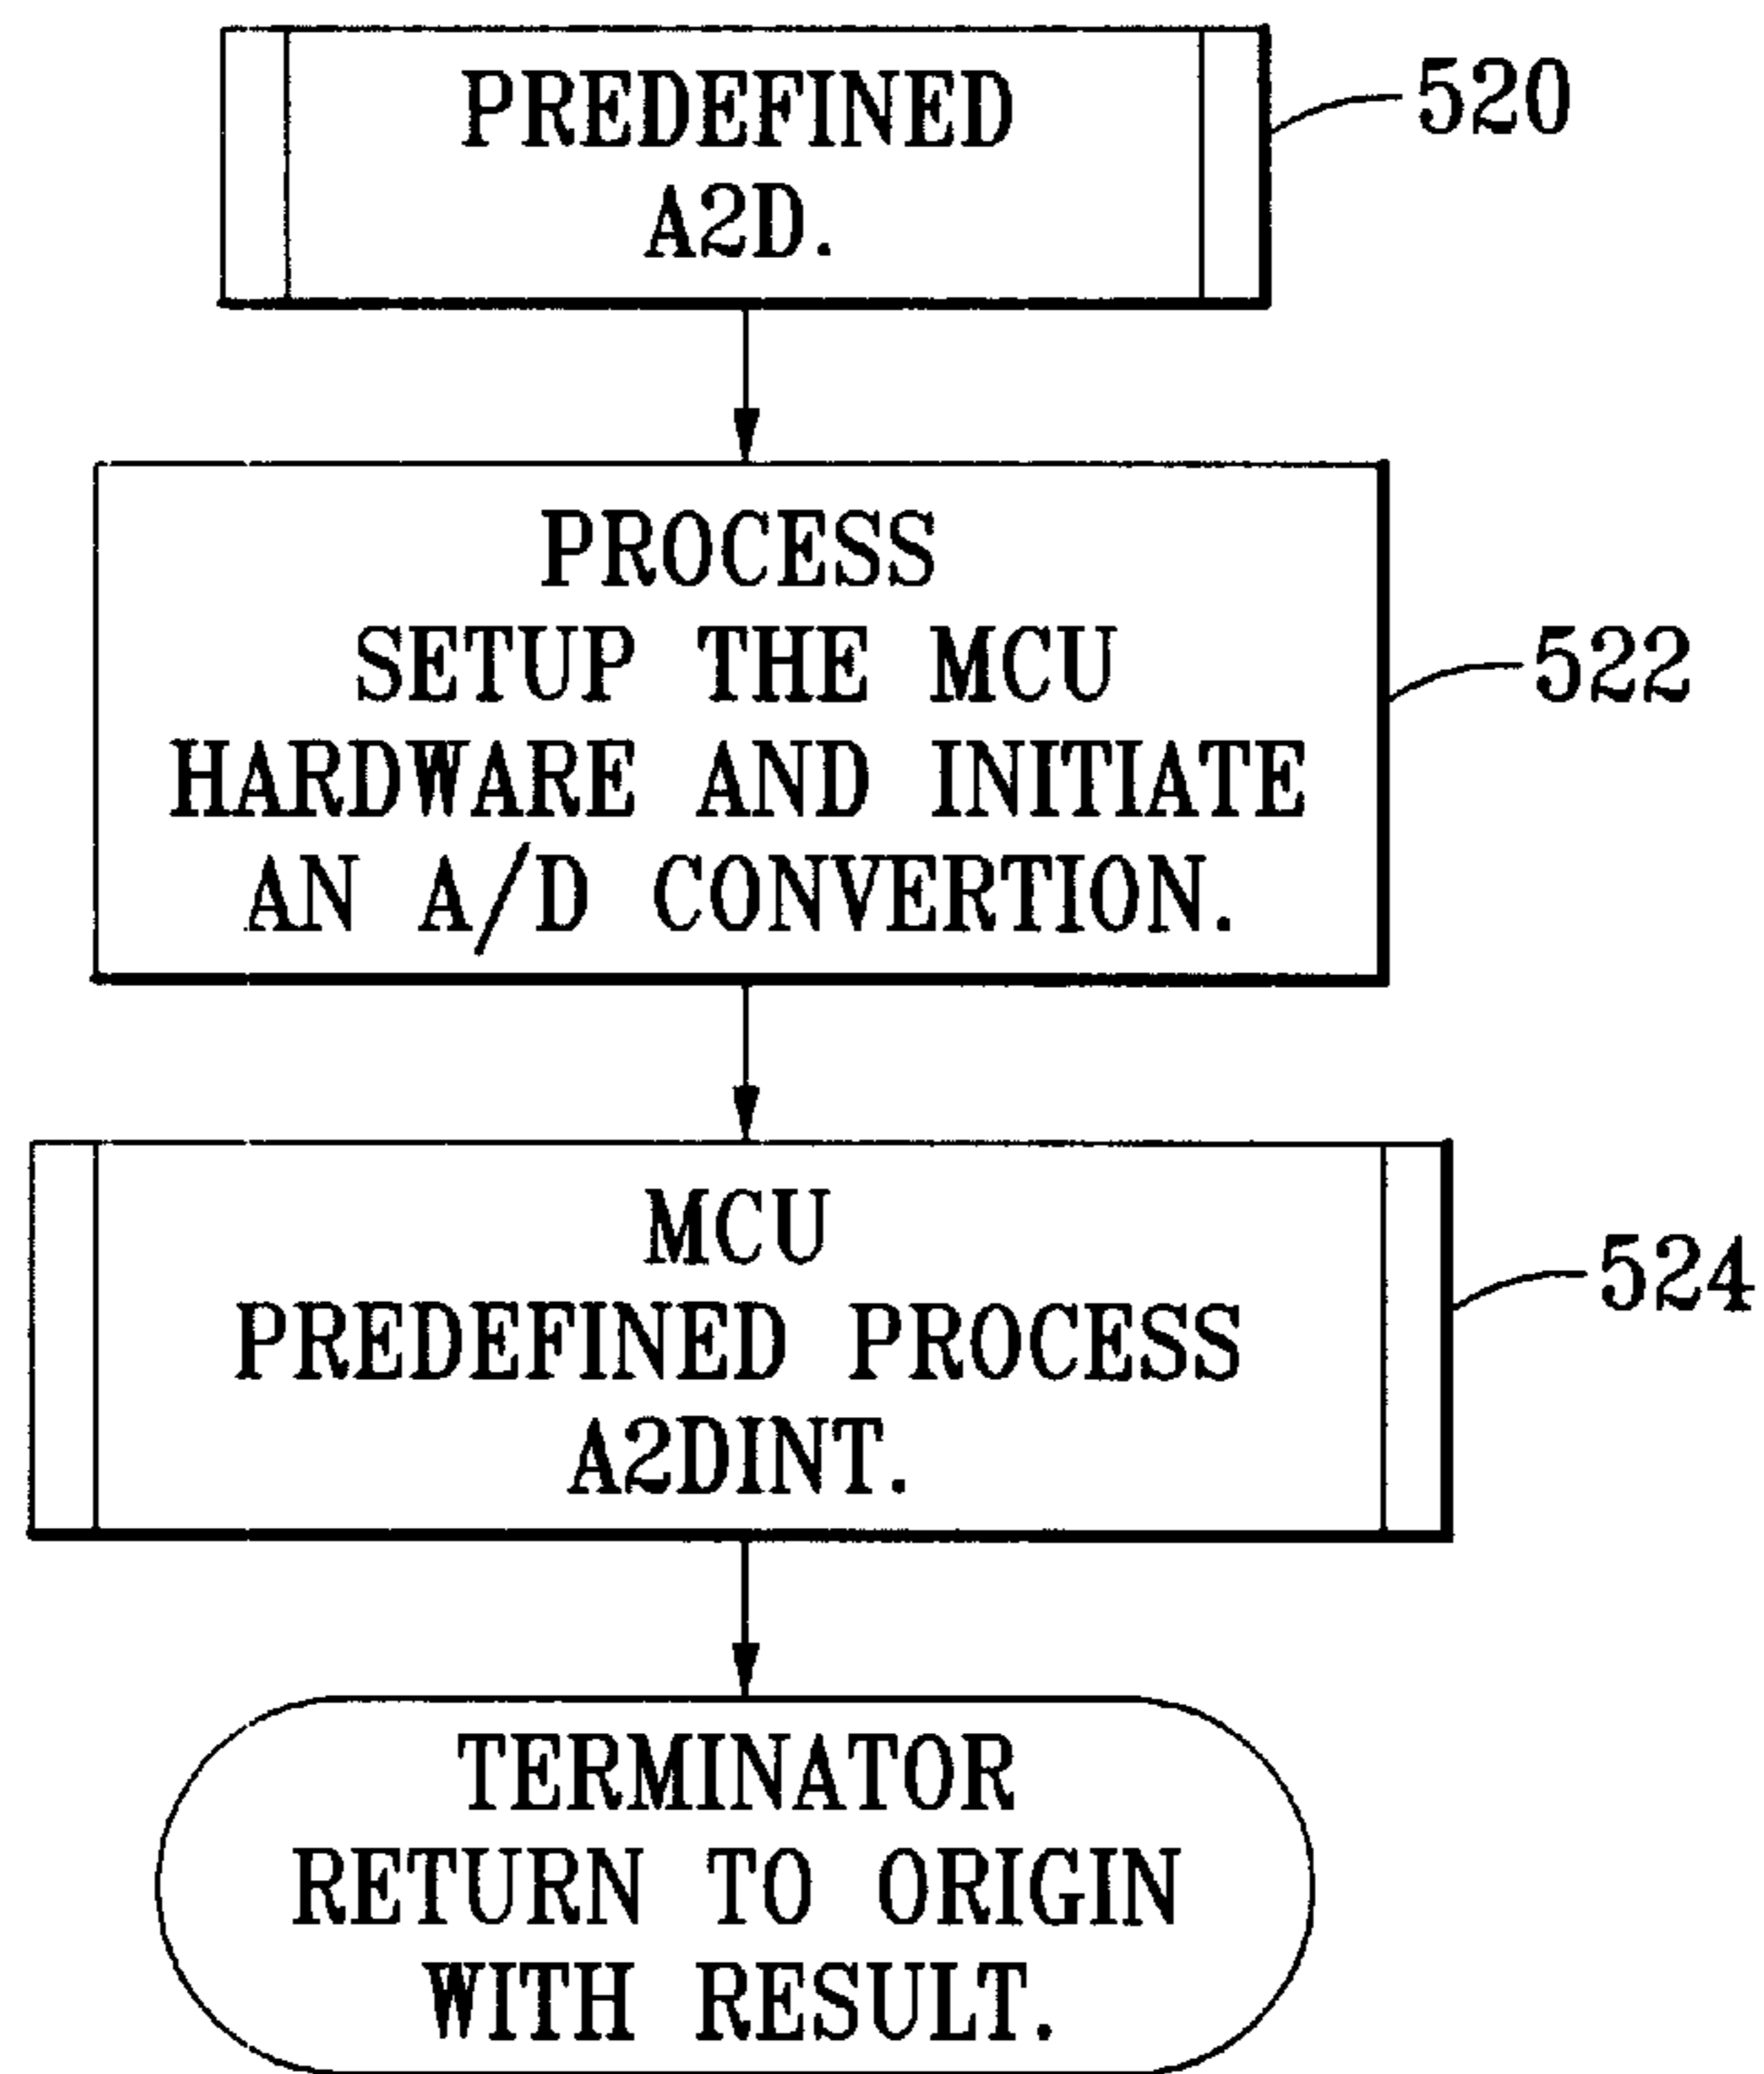 PREDEFINED
A2D.
520
PROCESS
SETUP THE MCU
HARDWARE AND INITIATE
AN A/D CONVERTION.
522
MCU
PREDEFINED PROCESS
A2DINT.
524
TERMINATOR
RETURN TO ORIGIN
WITH RESULT.